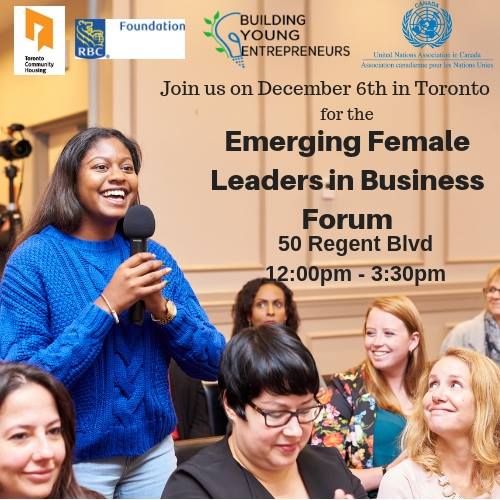 Toronto
Community
Housing
RBC
Foundation
BUILDING
YOUNG
ENTREPRENEURS
CANADA
United Nations Association in Canada
Association canadienne pour les Nations Unies
Join us on December 6th in Toronto
for the
Emerging Female
Leaders in Business
Forum
50 Regent Blvd
12:00pm - 3:30pm